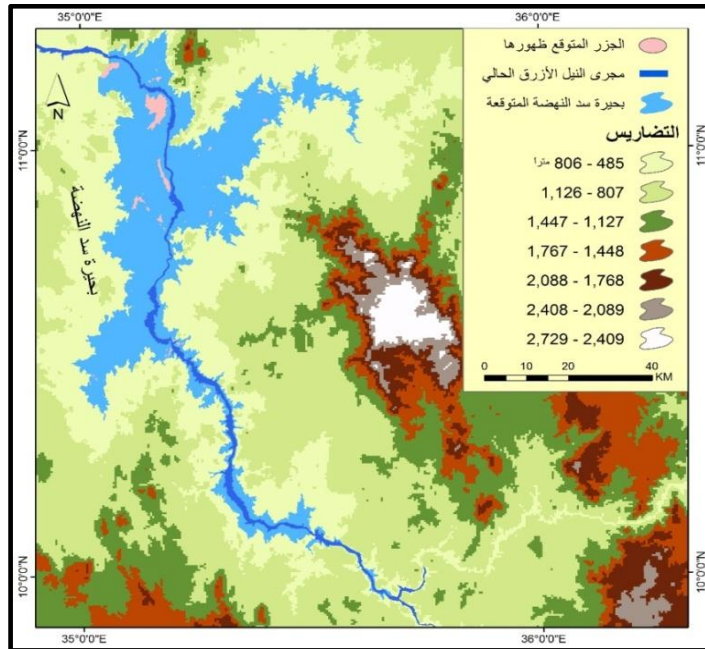 35°0'0"E
36°0'0"E
الجزر المتوقع ظهورها
مجرى النيل الأزرق الحالي
بحيرة سد النهضة المتوقعة
التضاريس
806 - 485 مترا
1,126 - 807
1,447 - 1,127
1,767 - 1,448
2,088 - 1,768
2,408 - 2,089
2,729 - 2,409
0 10 20 40
KM
N
11°0'0"N
11°0'0"N
بحيرة سد النهضة
10°0'0"N
10°0'0"N
35°0'0"E
36°0'0"E